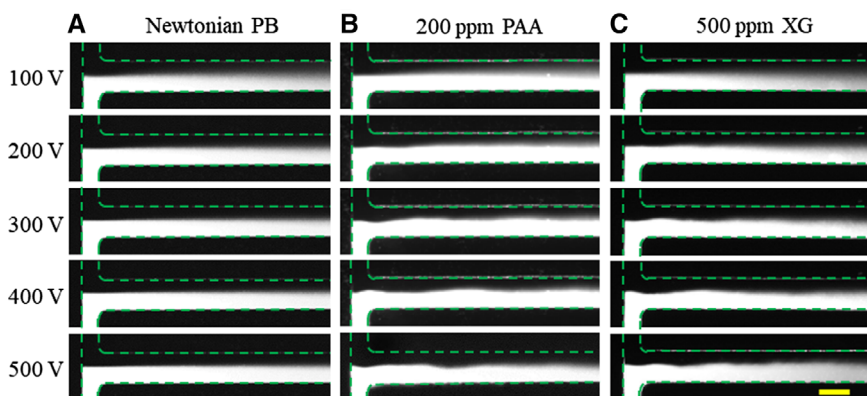 A Newtonian PB
B 200 ppm PAA
C 500 ppm XG
100 V
200 V
300 V
400 V
500 V